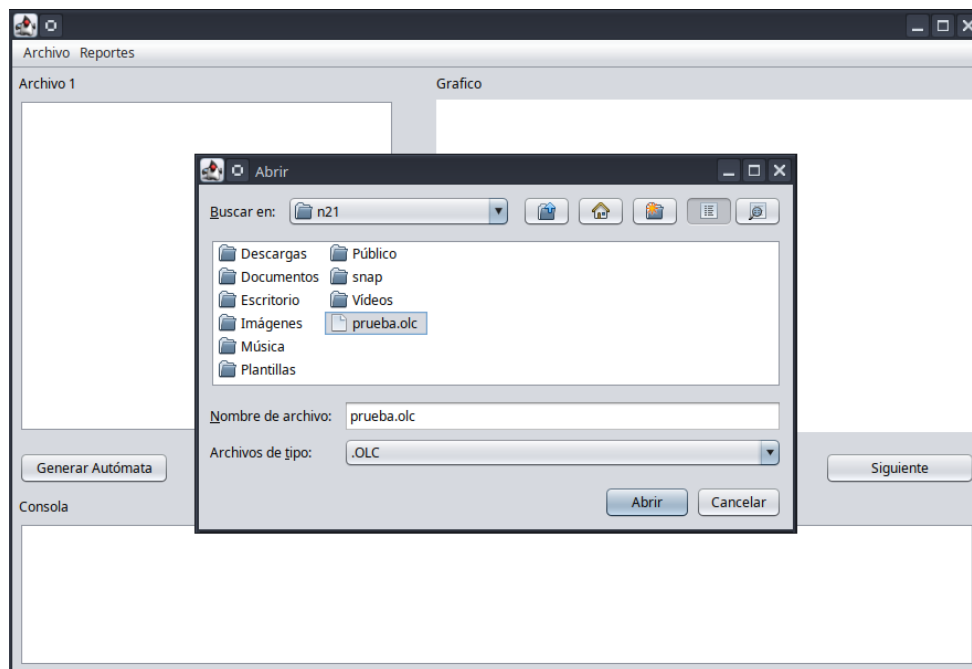 Archivo Reportes
Archivo 1
Grafico
Abrir
Buscar en: n21
Descargas Público
Documentos snap
Escritorio Vídeos
Imágenes prueba.olc
Música
Plantillas
Nombre de archivo: prueba.olc
Archivos de tipo: .OLC
Abrir Cancelar
Generar Autómata
Siguiente
Consola